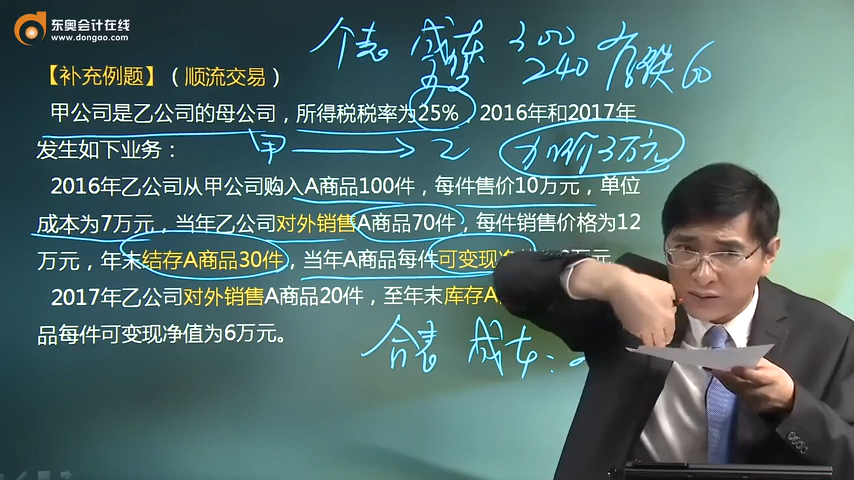 东奥会计在线
www.dongao.com
个表 成本 300
240 存跌60
【补充例题】（顺流交易）
甲公司是乙公司的母公司，所得税税率为25%，2016年和2017年
发生如下业务：
甲 乙 加价3万元
2016年乙公司从甲公司购入A商品100件，每件售价10万元，单位
成本为7万元，当年乙公司对外销售A商品70件，每件销售价格为12
万元，年末结存A商品30件，当年A商品每件可变现净
2017年乙公司对外销售A商品20件，至年末库存A
品每件可变现净值为6万元。
合表 成本：